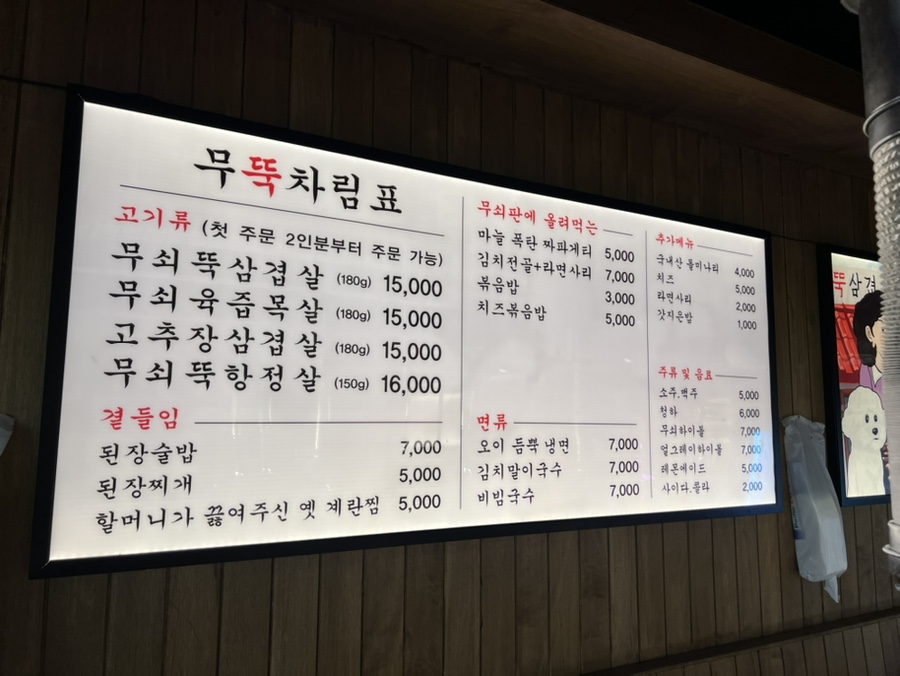 무뚝차림표
고기류 (첫 주문 2인분부터 주문 가능)
무쇠 뚝삼겹살 (180g) 15,000
무쇠 육즙목살 (180g) 15,000
고추장삼겹살 (180g) 15,000
무쇠 뚝항정살 (150g) 16,000
곁들임
된장술밥 7,000
된장찌개 5,000
할머니가 끓여주신 옛 계란찜 5,000
무쇠판에 올려먹는
마늘 폭탄 짜파게티 5,000
김치전골+라면사리 7,000
볶음밥 3,000
치즈볶음밥 5,000
면류
오이 듬뿍 냉면 7,000
김치말이국수 7,000
비빔국수 7,000
추가메뉴
국내산 돌미나리 4,000
치즈 5,000
라면사리 2,000
갓지은밥 1,000
주류 및 음료
소주.맥주 5,000
청하 6,000
무쇠하이볼 7,000
얼그레이하이볼 7,000
레몬에이드 5,000
사이다.콜라 2,000
뚝삼겹